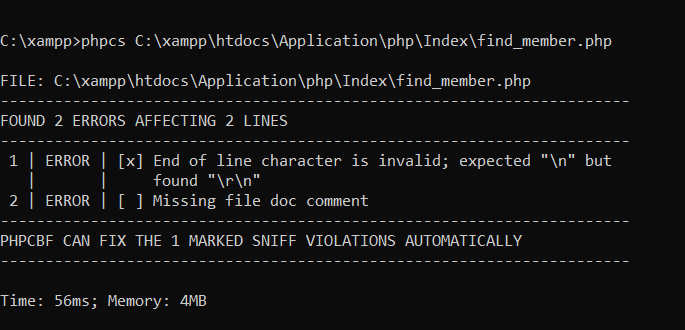 C:\xampp>phpcs C:\xampp\htdocs\Application\php\Index\find_member.php
FILE: C:\xampp\htdocs\Application\php\Index\find_member.php
----------------------------------------------------------------------
FOUND 2 ERRORS AFFECTING 2 LINES
----------------------------------------------------------------------
 1 | ERROR | [x] End of line character is invalid; expected "\n" but
   |       |     found "\r\n"
 2 | ERROR | [ ] Missing file doc comment
----------------------------------------------------------------------
PHPCBF CAN FIX THE 1 MARKED SNIFF VIOLATIONS AUTOMATICALLY
----------------------------------------------------------------------
Time: 56ms; Memory: 4MB